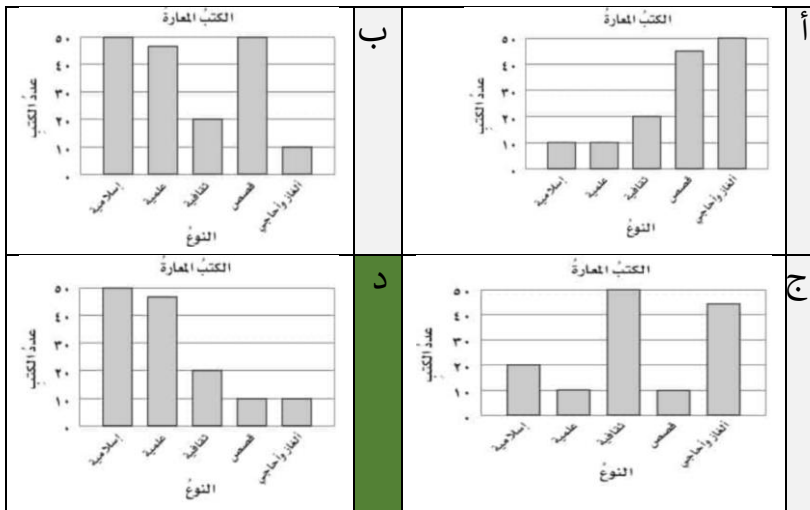 أ
الكتبُ المعارةُ
عددُ الكتبِ
٥٠
٤٠
٣٠
٢٠
١٠
٠
إسلامية
علمية
ثقافية
قصص
ألغاز وأحاجي
النوعُ
ب
الكتبُ المعارةُ
عددُ الكتبِ
٥٠
٤٠
٣٠
٢٠
١٠
٠
إسلامية
علمية
ثقافية
قصص
ألغاز وأحاجي
النوعُ
ج
الكتبُ المعارةُ
عددُ الكتبِ
٥٠
٤٠
٣٠
٢٠
١٠
٠
إسلامية
علمية
ثقافية
قصص
ألغاز وأحاجي
النوعُ
د
الكتبُ المعارةُ
عددُ الكتبِ
٥٠
٤٠
٣٠
٢٠
١٠
٠
إسلامية
علمية
ثقافية
قصص
ألغاز وأحاجي
النوعُ